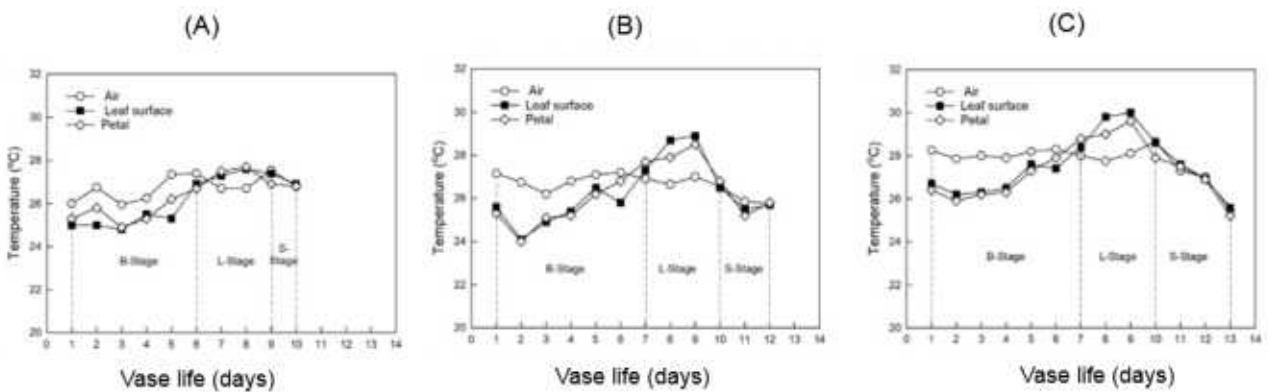 (A)
(B)
(C)
32
30
28
26
24
22
20
Temperature (°C)
Air
Leaf surface
Petal
B-Stage
L-Stage
S-
Stage
0 1 2 3 4 5 6 7 8 9 10 11 12 13 14
Vase life (days)
32
30
28
26
24
22
20
Temperature (°C)
Air
Leaf surface
Petal
B-Stage
L-Stage
S-Stage
0 1 2 3 4 5 6 7 8 9 10 11 12 13 14
Vase life (days)
32
30
28
26
24
22
20
Temperature (°C)
Air
Leaf surface
Petal
B-Stage
L-Stage
S-Stage
0 1 2 3 4 5 6 7 8 9 10 11 12 13 14
Vase life (days)